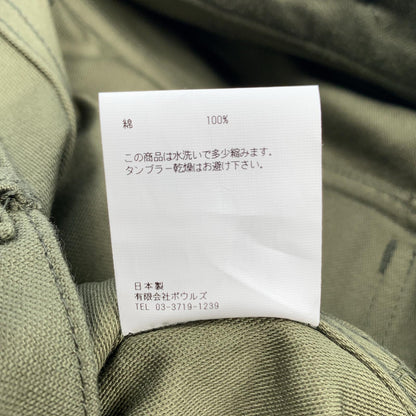 綿 100%
この商品は水洗いで多少縮みます。
タンブラー乾燥はお避け下さい。
日本製
有限会社ボウルズ
TEL 03-3719-1239